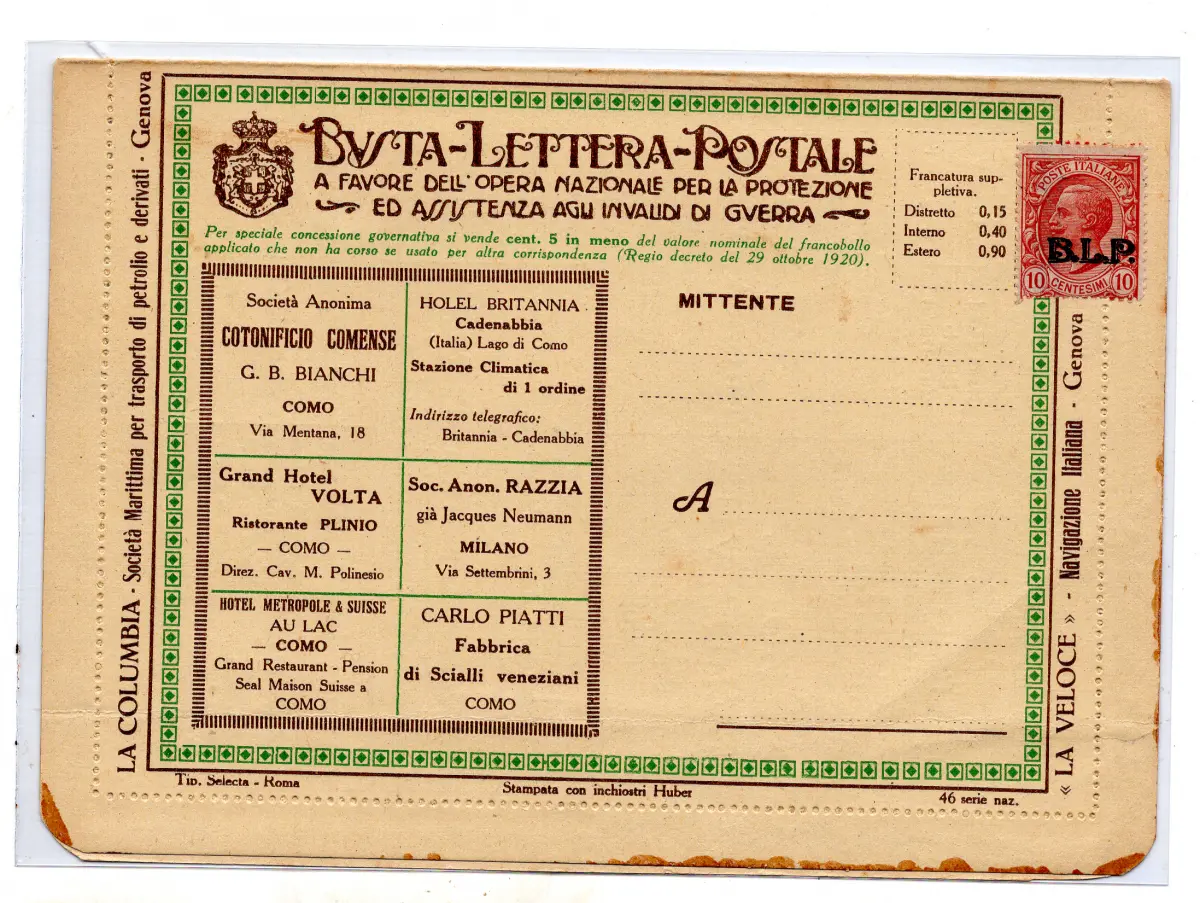 BVSTA-LETTERA-POSTALE
A FAVORE DELL'OPERA NAZIONALE PER LA PROTEZIONE
ED ASSISTENZA AGLI INVALIDI DI GVERRA
Per speciale concessione governativa si vende cent. 5 in meno del valore nominale del francobollo
applicato che non ha corso se usato per altra corrispondenza (Regio decreto del 29 ottobre 1920).
Francatura sup-
pletiva.
Distretto 0,15
Interno 0,40
Estero 0,90
POSTE ITALIANE
B.L.P.
10 CENTESIMI 10
Società Anonima
COTONIFICIO COMENSE
G. B. BIANCHI
COMO
Via Mentana, 18
HOLEL BRITANNIA
Cadenabbia
(Italia) Lago di Como
Stazione Climatica
di 1 ordine
Indirizzo telegrafico:
Britannia - Cadenabbia
Grand Hotel
VOLTA
Ristorante PLINIO
— COMO —
Direz. Cav. M. Polinesio
Soc. Anon. RAZZIA
già Jacques Neumann
MILANO
Via Settembrini, 3
HOTEL METROPOLE & SUISSE
AU LAC
— COMO —
Grand Restaurant - Pension
Seal Maison Suisse a
COMO
CARLO PIATTI
Fabbrica
di Scialli veneziani
COMO
MITTENTE
A
LA COLUMBIA - Società Marittima per trasporto di petrolio e derivati - Genova
« LA VELOCE » - Navigazione Italiana - Genova
Tip. Selecta - Roma
Stampata con inchiostri Huber
46 serie naz.